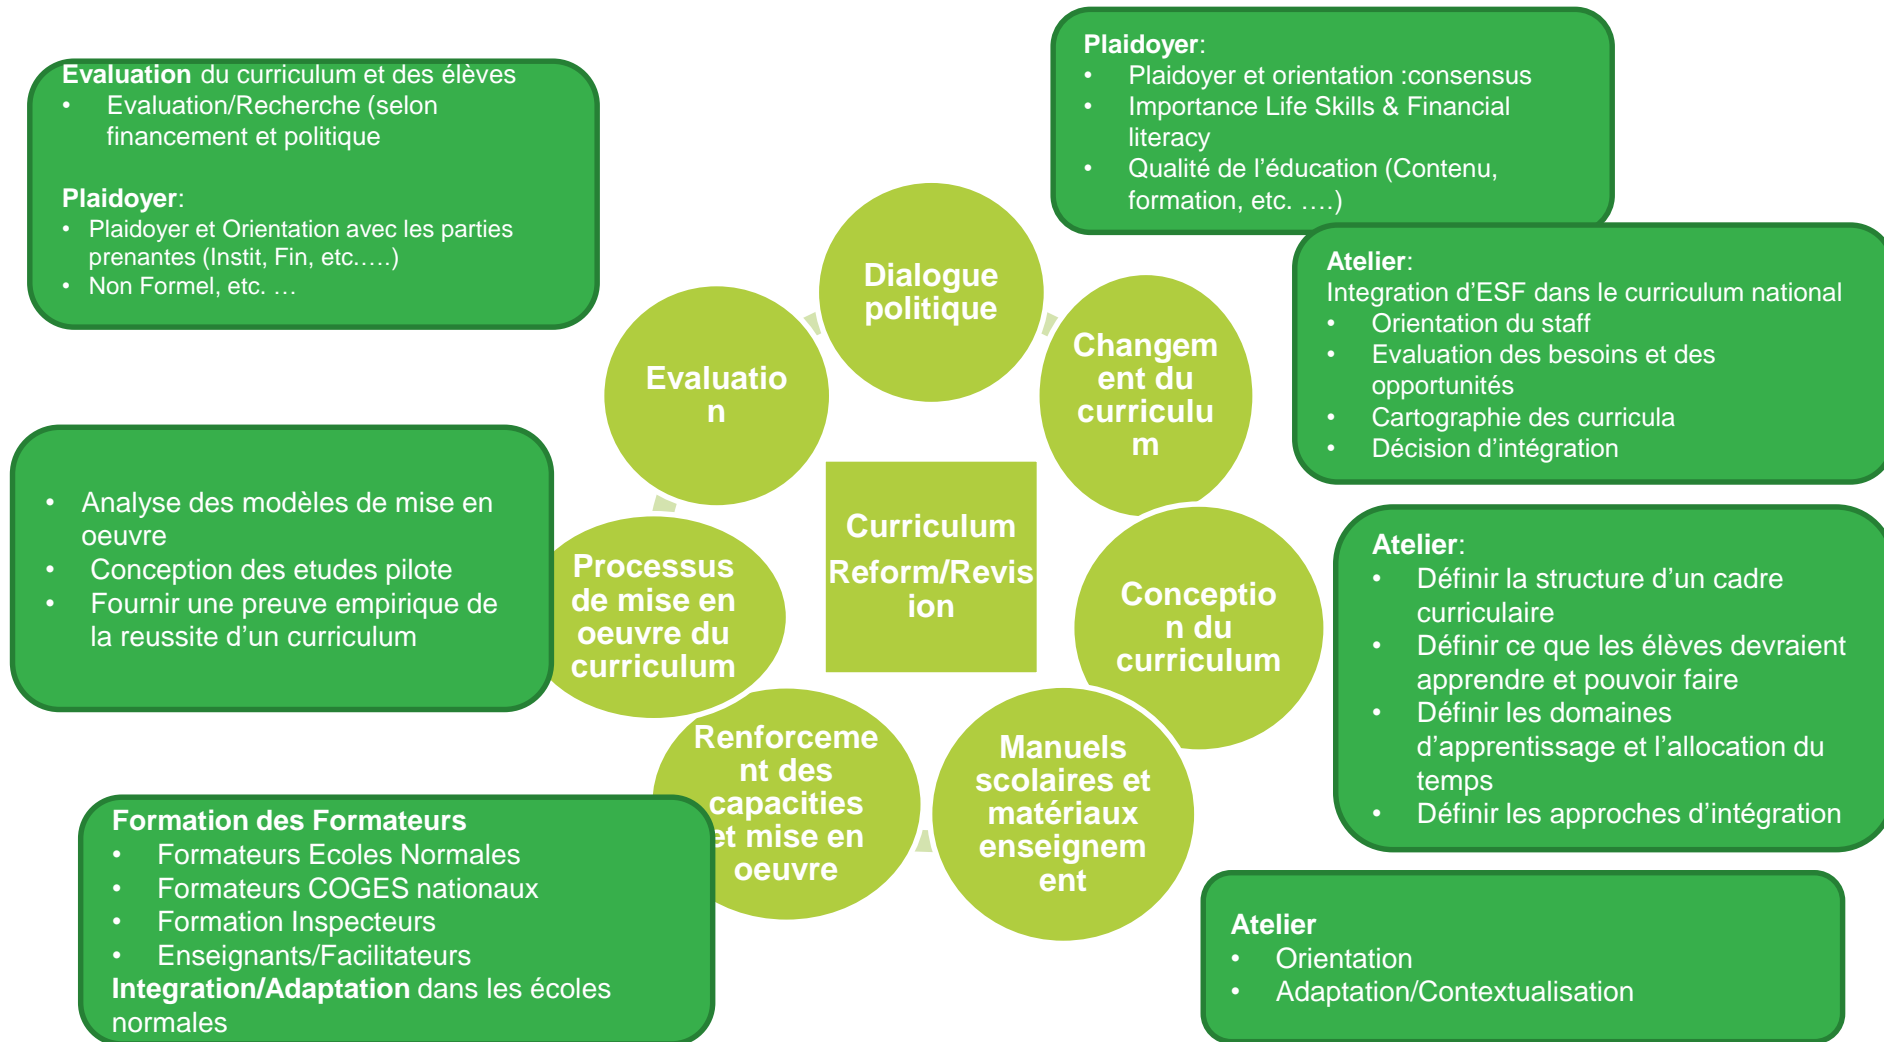 Evaluation du curriculum et des élèves
• Evaluation/Recherche (selon
financement et politique
Plaidoyer:
• Plaidoyer et Orientation avec les parties
prenantes (Instit, Fin, etc.….)
• Non Formel, etc. …
Plaidoyer:
• Plaidoyer et orientation :consensus
• Importance Life Skills & Financial
literacy
• Qualité de l’éducation (Contenu,
formation, etc. ….)
Atelier:
Integration d’ESF dans le curriculum national
• Orientation du staff
• Evaluation des besoins et des
opportunités
• Cartographie des curricula
• Décision d’intégration
Dialogue
politique
Changem
ent du
curriculu
m
Evaluatio
n
Curriculum
Reform/Revis
ion
• Analyse des modèles de mise en
oeuvre
• Conception des etudes pilote
• Fournir une preuve empirique de
la reussite d’un curriculum
Processus
de mise en
oeuvre du
curriculum
Conceptio
n du
curriculum
Atelier:
• Définir la structure d’un cadre
curriculaire
• Définir ce que les élèves devraient
apprendre et pouvoir faire
• Définir les domaines
d’apprentissage et l’allocation du
temps
• Définir les approches d’intégration
Renforceme
nt des
capacities
et mise en
oeuvre
Manuels
scolaires et
matériaux
enseignem
ent
Formation des Formateurs
• Formateurs Ecoles Normales
• Formateurs COGES nationaux
• Formation Inspecteurs
• Enseignants/Facilitateurs
Integration/Adaptation dans les écoles
normales
Atelier
• Orientation
• Adaptation/Contextualisation